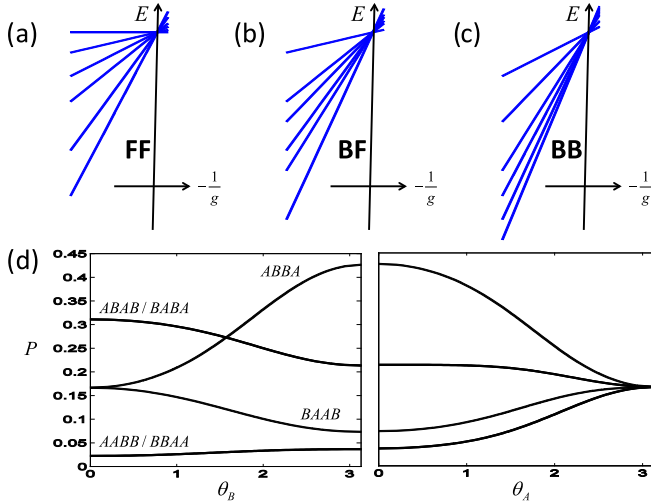 (a)
E
FF
-1/g
(b)
E
BF
-1/g
(c)
E
BB
-1/g
(d)
P
0.45
0.4
0.35
0.3
0.25
0.2
0.15
0.1
0.05
0
ABBA
ABAB / BABA
BAAB
AABB / BBAA
0
1
2
3
θ_B
0
1
2
3
θ_A